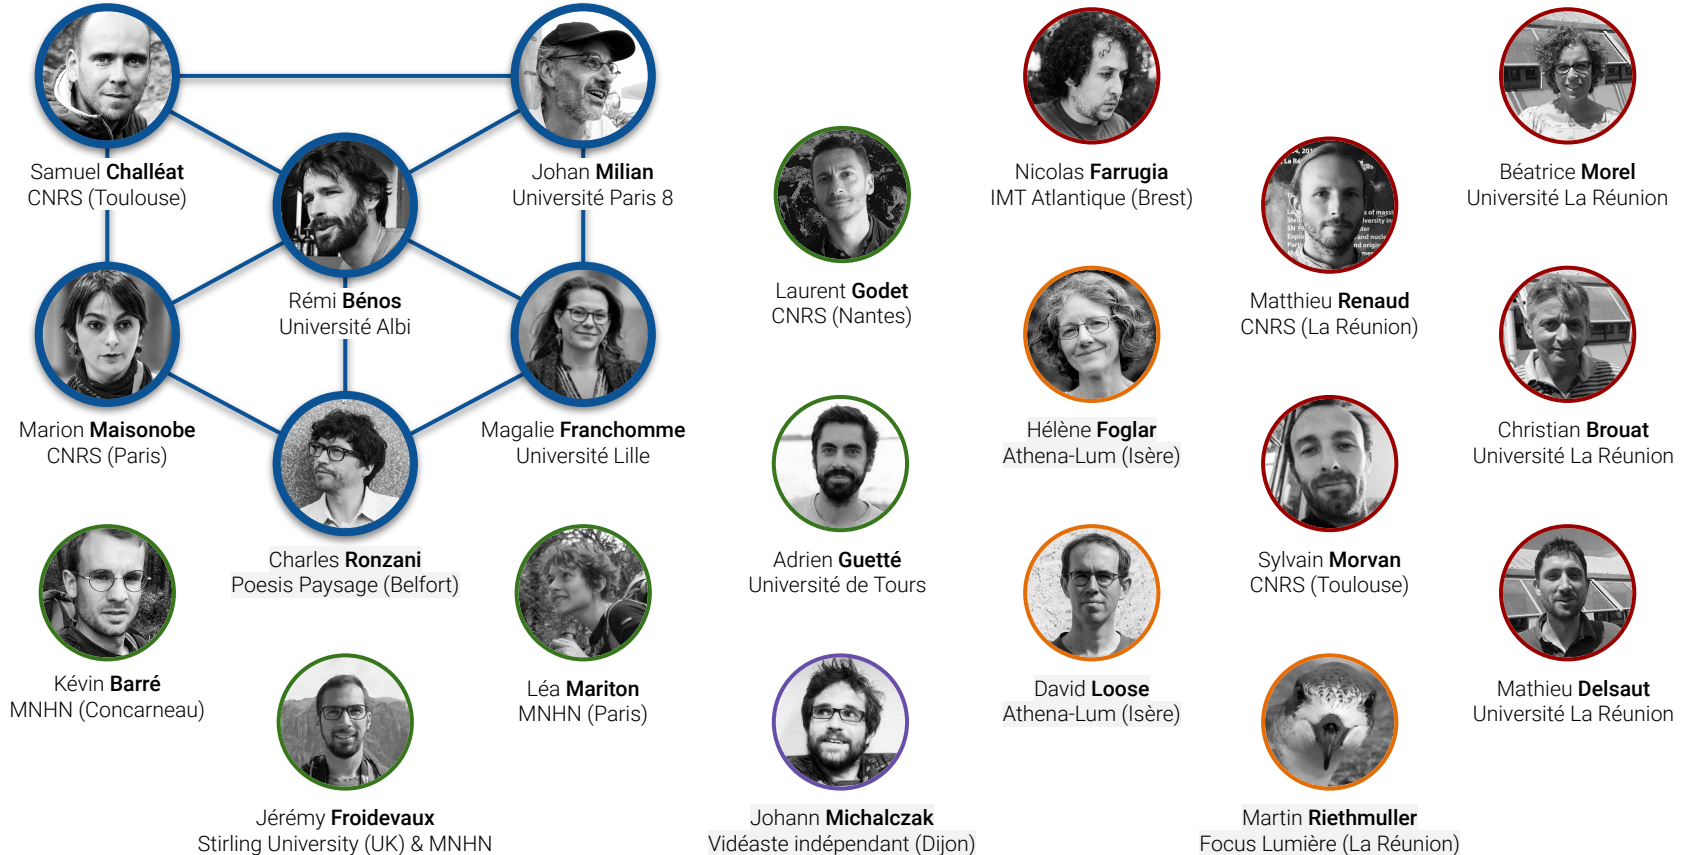 Samuel Challéat
CNRS (Toulouse)
Johan Milian
Université Paris 8
Rémi Bénos
Université Albi
Marion Maisonobe
CNRS (Paris)
Magalie Franchomme
Université Lille
Charles Ronzani
Poesis Paysage (Belfort)
Kévin Barré
MNHN (Concarneau)
Léa Mariton
MNHN (Paris)
Jérémy Froidevaux
Stirling University (UK) & MNHN
Laurent Godet
CNRS (Nantes)
Adrien Guetté
Université de Tours
Johann Michalczak
Vidéaste indépendant (Dijon)
Nicolas Farrugia
IMT Atlantique (Brest)
Hélène Foglar
Athena-Lum (Isère)
David Loose
Athena-Lum (Isère)
Matthieu Renaud
CNRS (La Réunion)
Sylvain Morvan
CNRS (Toulouse)
Martin Riethmuller
Focus Lumière (La Réunion)
Béatrice Morel
Université La Réunion
Christian Brouat
Université La Réunion
Mathieu Delsaut
Université La Réunion